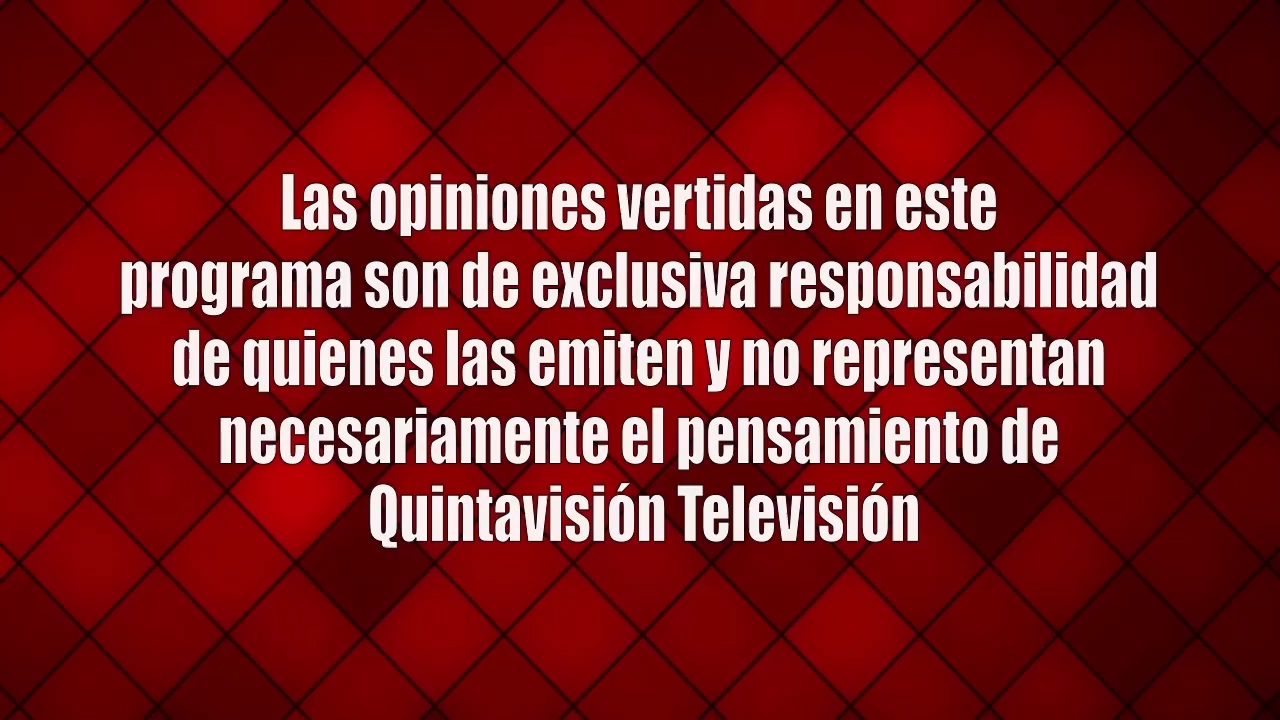 Las opiniones vertidas en este
programa son de exclusiva responsabilidad
de quienes las emiten y no representan
necesariamente el pensamiento de
Quintavisión Televisión